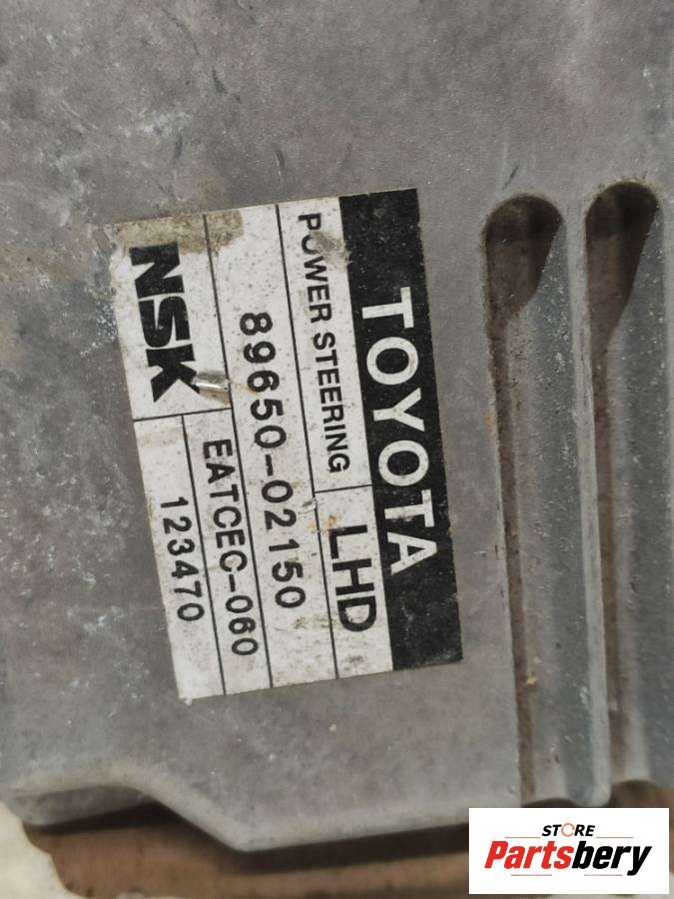 TOYOTA
POWER STEERING LHD
89650-02150
NSK EATCEC-060
123470
STORE
Partsbery